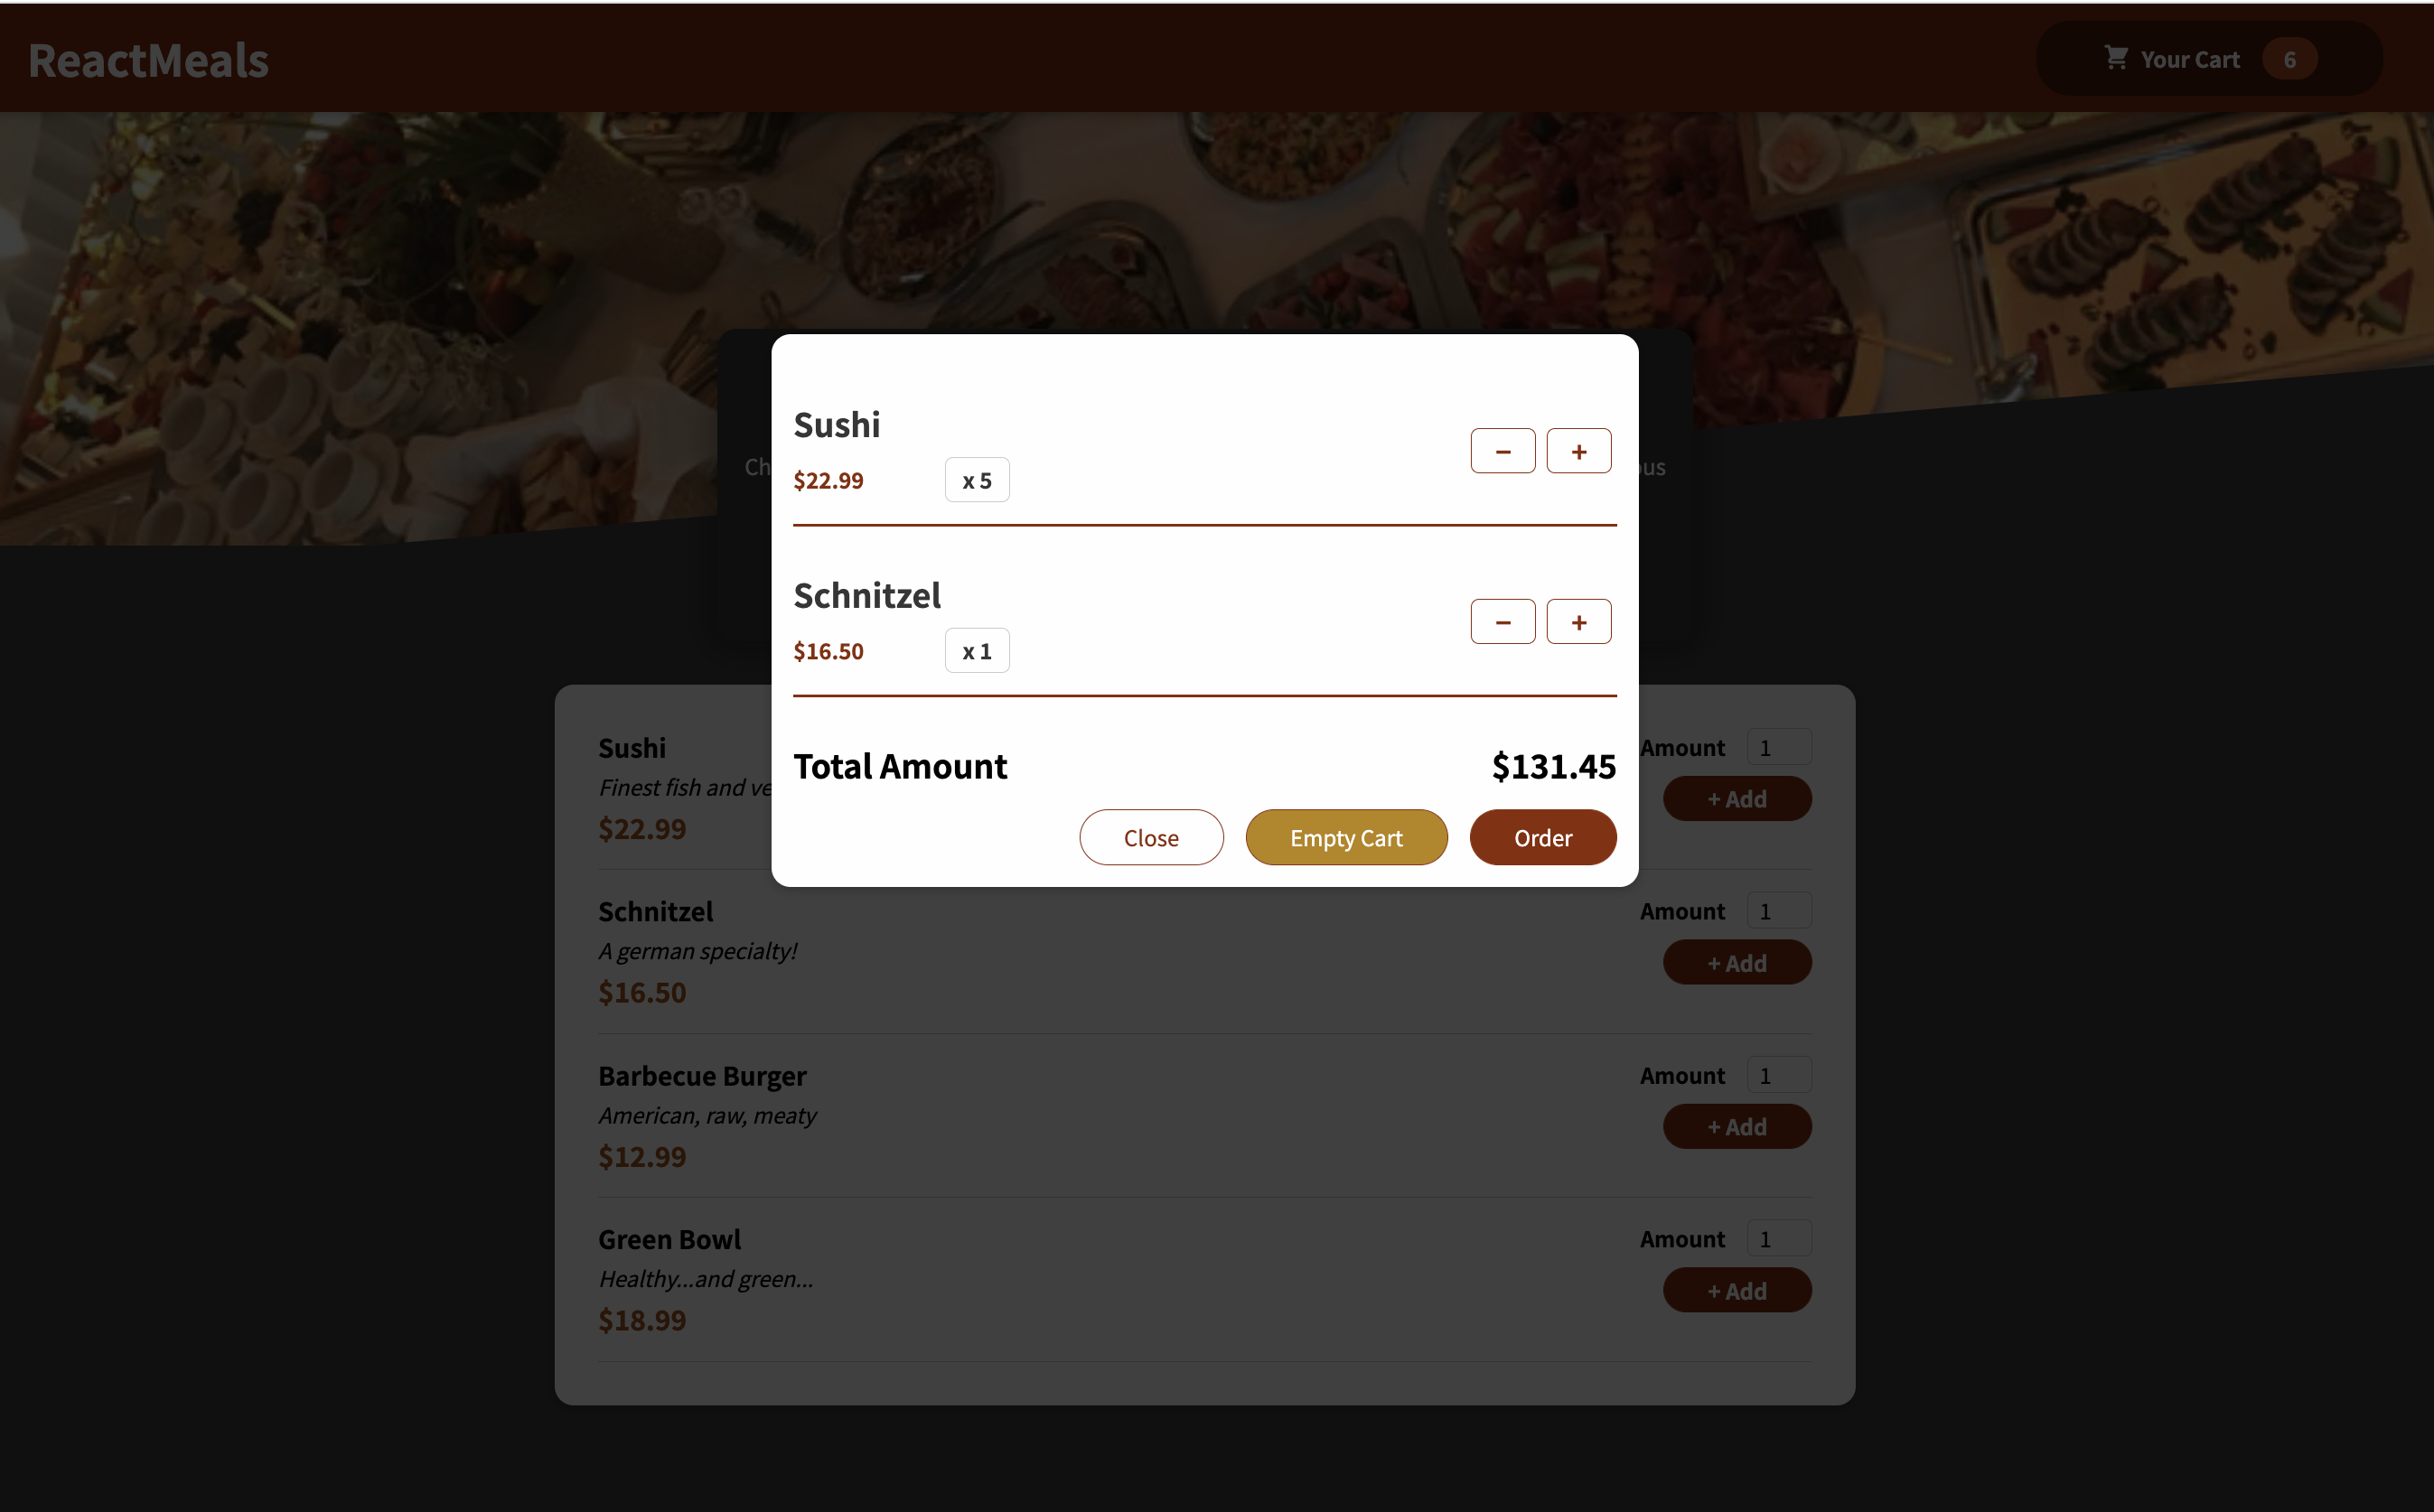 ReactMeals
Your Cart 6
Sushi
$22.99 x 5
− +
Schnitzel
$16.50 x 1
− +
Total Amount $131.45
Close Empty Cart Order
Sushi
Finest fish and
$22.99
Amount 1
+ Add
Schnitzel
A german specialty!
$16.50
Amount 1
+ Add
Barbecue Burger
American, raw, meaty
$12.99
Amount 1
+ Add
Green Bowl
Healthy...and green...
$18.99
Amount 1
+ Add